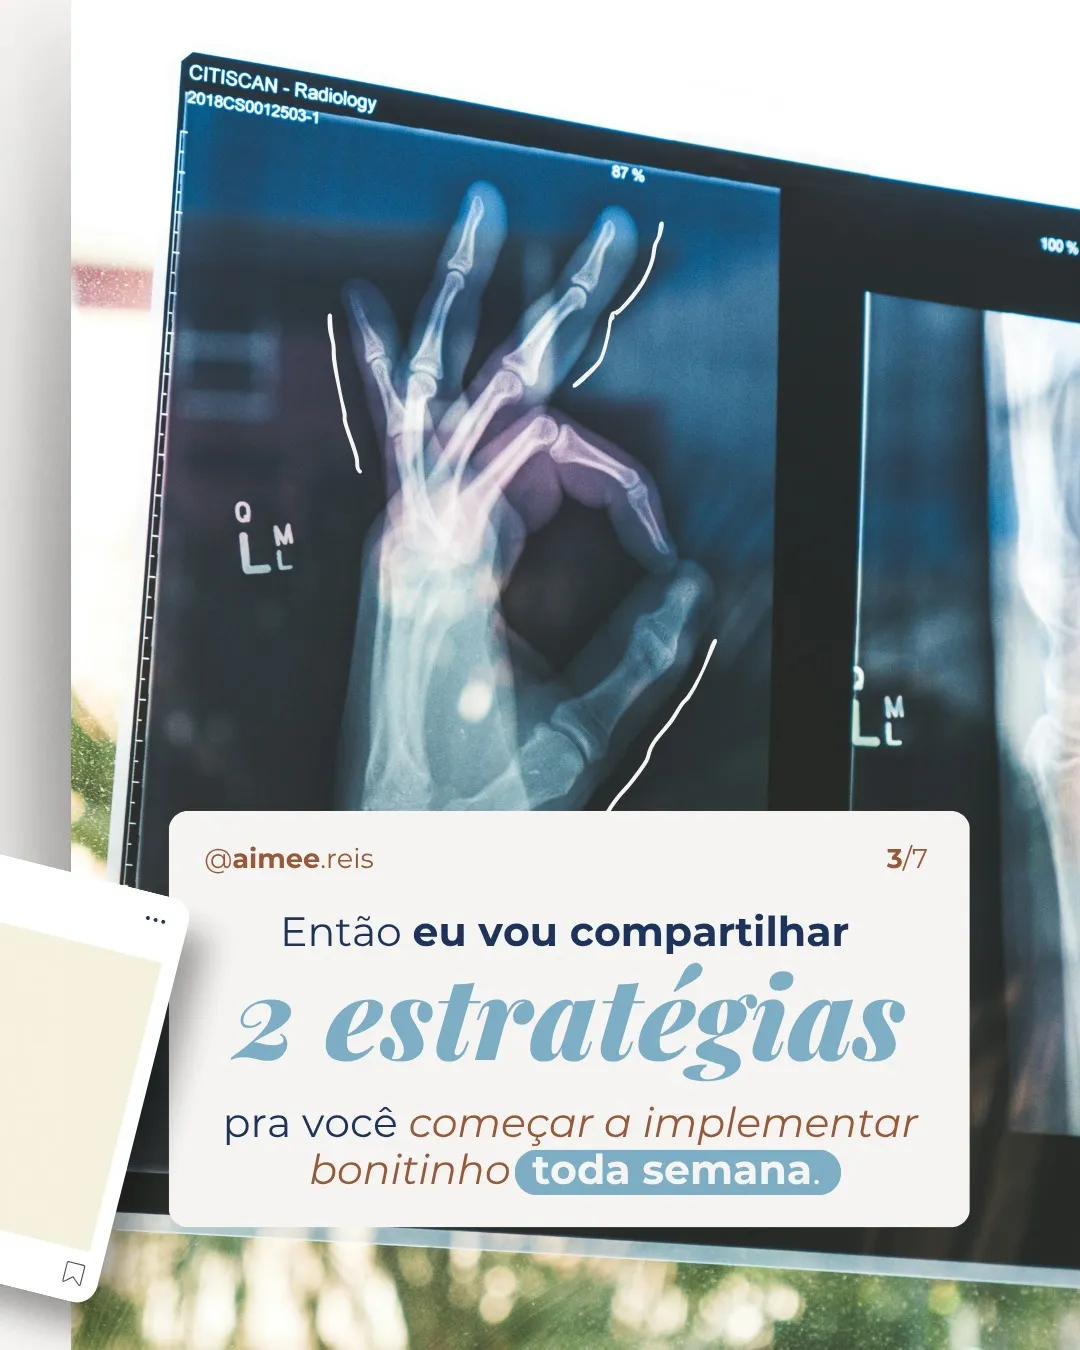 CITISCAN - Radiology
2018CS0012503-1
87 %
100 %
Q
L M
L
Q
L M
L
@aimee.reis
3/7
Então eu vou compartilhar
2 estratégias
pra você começar a implementar
bonitinho toda semana.